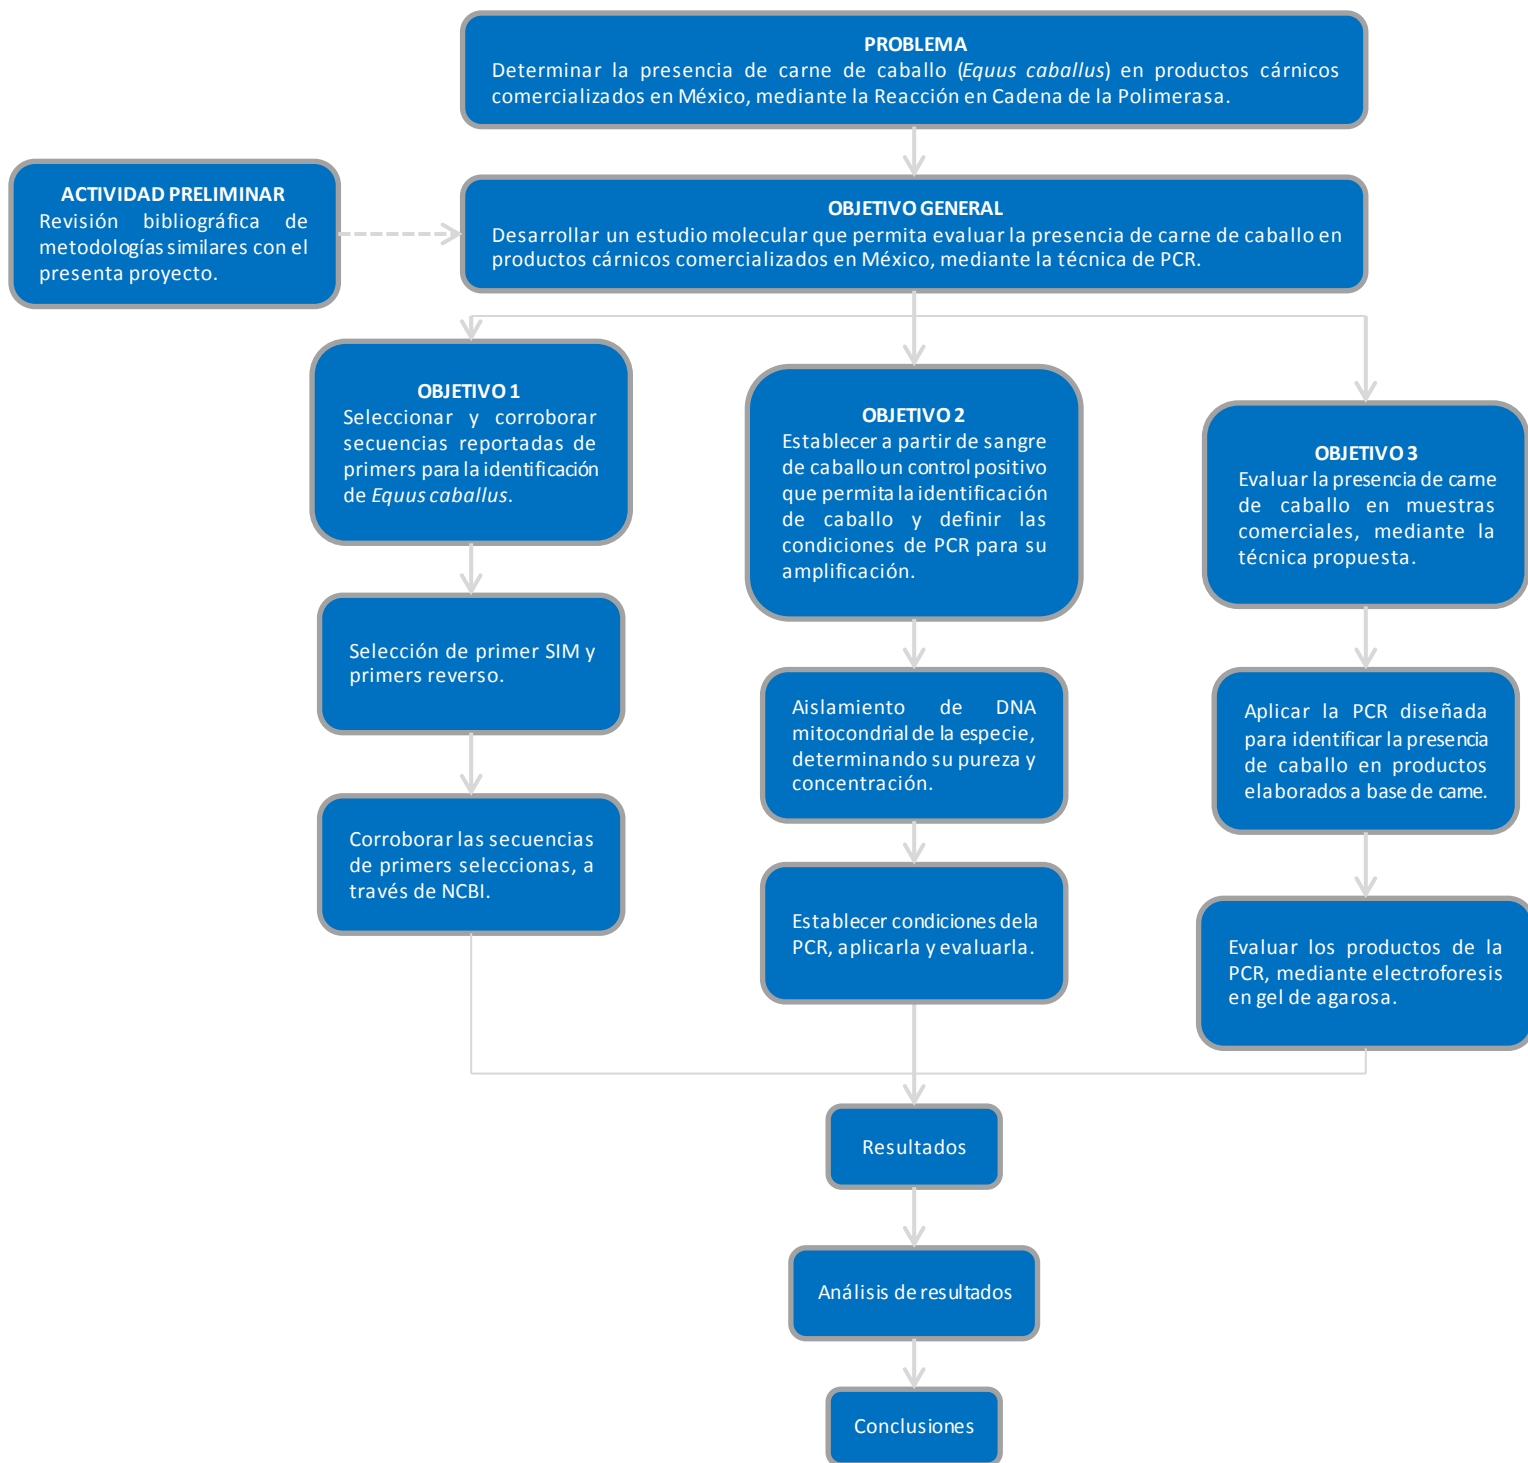 PROBLEMA
Determinar la presencia de carne de caballo (Equus caballus) en productos cárnicos
comercializados en México, mediante la Reacción en Cadena de la Polimerasa.
ACTIVIDAD PRELIMINAR
Revisión bibliográfica de
metodologías similares con el
presenta proyecto.
OBJETIVO GENERAL
Desarrollar un estudio molecular que permita evaluar la presencia de carne de caballo en
productos cárnicos comercializados en México, mediante la técnica de PCR.
OBJETIVO 1
Seleccionar y corroborar
secuencias reportadas de
primers para la identificación
de Equus caballus.
Selección de primer SIM y
primers reverso.
Corroborar las secuencias
de primers seleccionas, a
través de NCBI.
OBJETIVO 2
Establecer a partir de sangre
de caballo un control positivo
que permita la identificación
de caballo y definir las
condiciones de PCR para su
amplificación.
Aislamiento de DNA
mitocondrial de la especie,
determinando su pureza y
concentración.
Establecer condiciones dela
PCR, aplicarla y evaluarla.
OBJETIVO 3
Evaluar la presencia de carne
de caballo en muestras
comerciales, mediante la
técnica propuesta.
Aplicar la PCR diseñada
para identificar la presencia
de caballo en productos
elaborados a base de carne.
Evaluar los productos de la
PCR, mediante electroforesis
en gel de agarosa.
Resultados
Análisis de resultados
Conclusiones